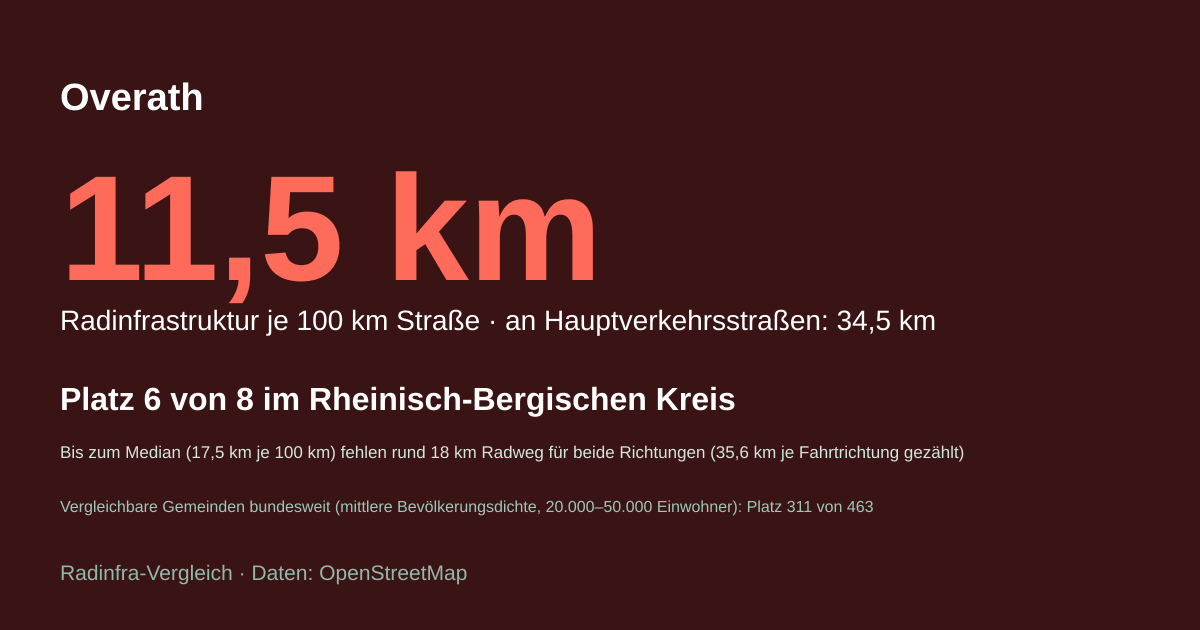 Overath
11,5 km
Radinfrastruktur je 100 km Straße · an Hauptverkehrsstraßen: 34,5 km
Platz 6 von 8 im Rheinisch-Bergischen Kreis
Bis zum Median (17,5 km je 100 km) fehlen rund 18 km Radweg für beide Richtungen (35,6 km je Fahrtrichtung gezählt)
Vergleichbare Gemeinden bundesweit (mittlere Bevölkerungsdichte, 20.000–50.000 Einwohner): Platz 311 von 463
Radinfra-Vergleich · Daten: OpenStreetMap